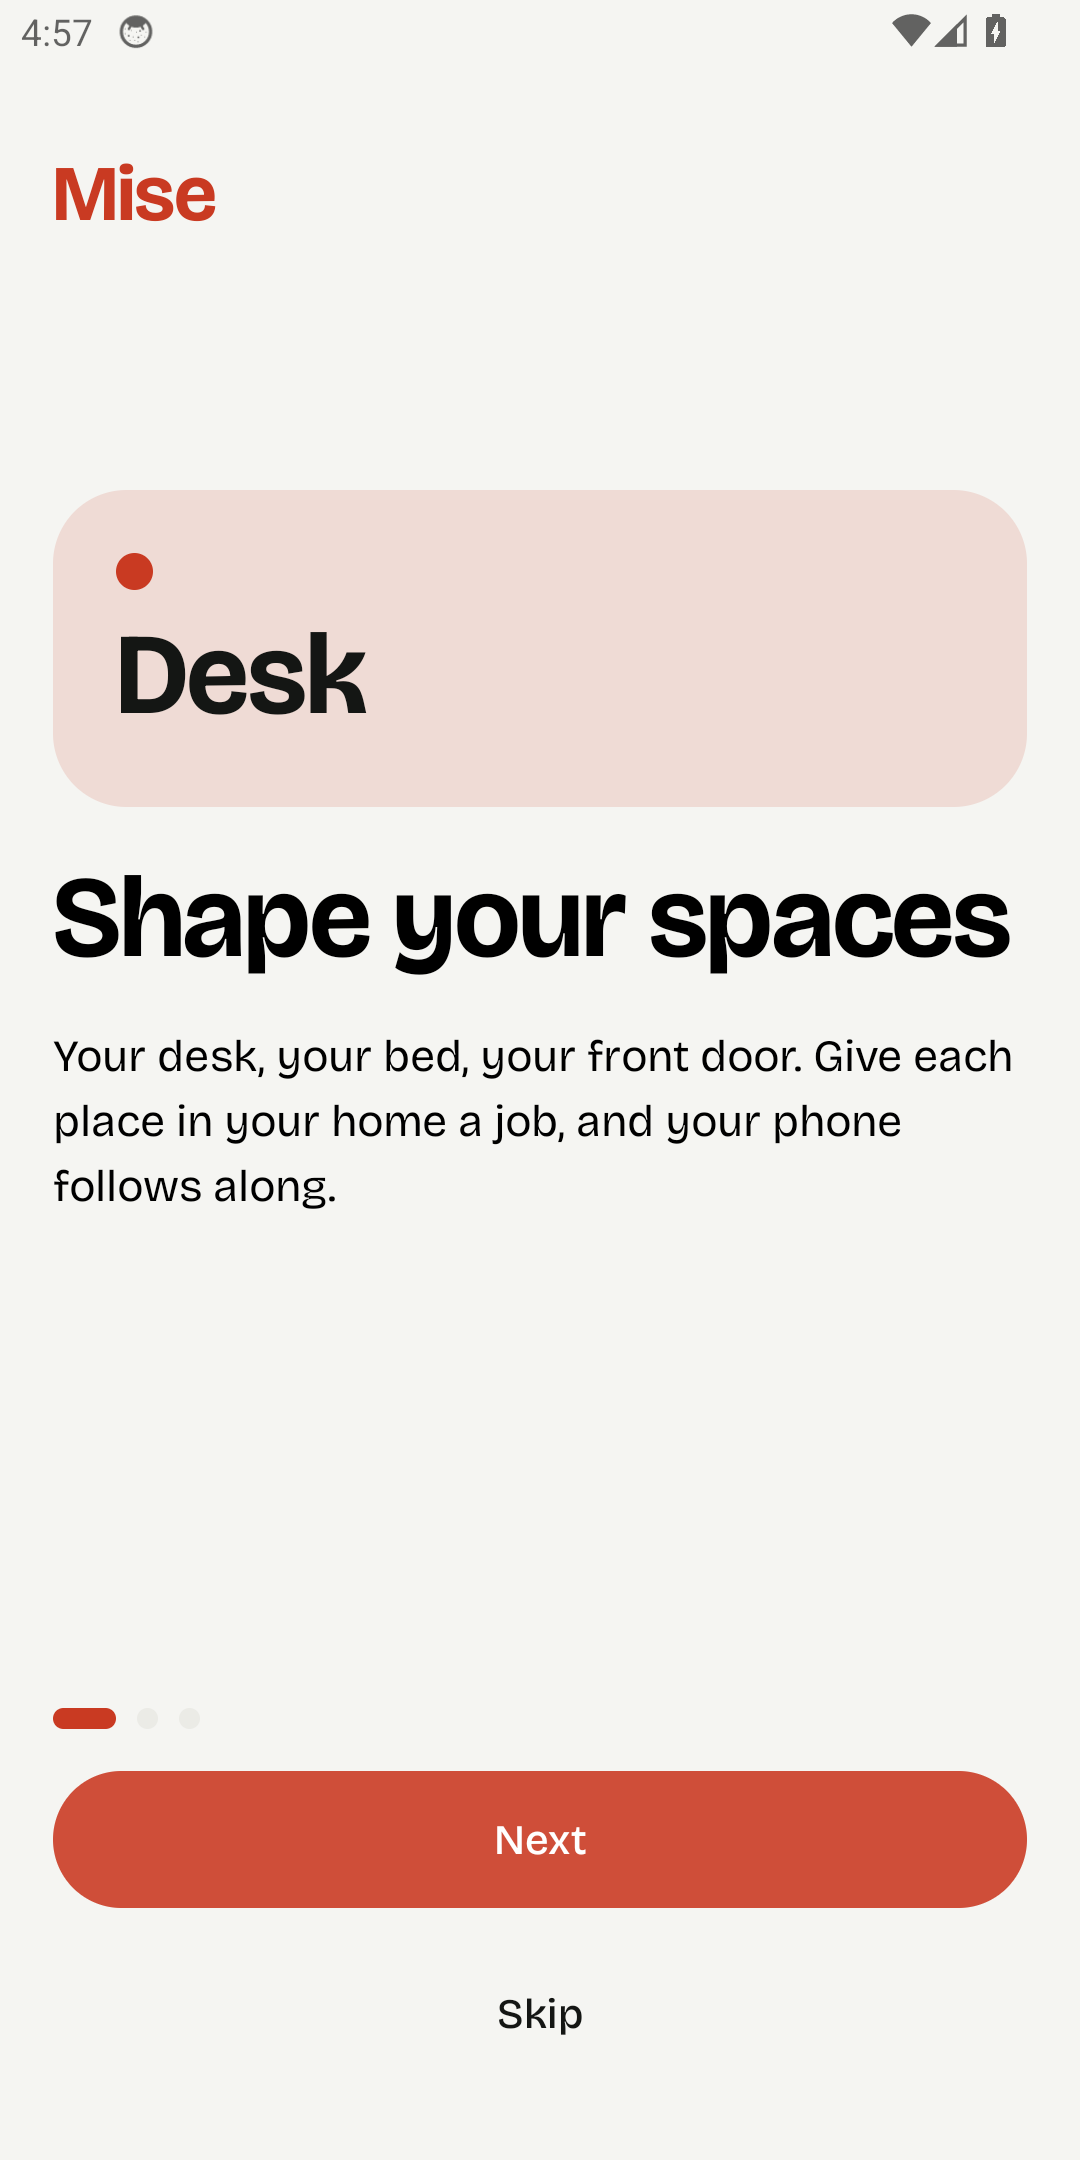 4:57
Mise
Desk
Shape your spaces
Your desk, your bed, your front door. Give each
place in your home a job, and your phone
follows along.
Next
Skip